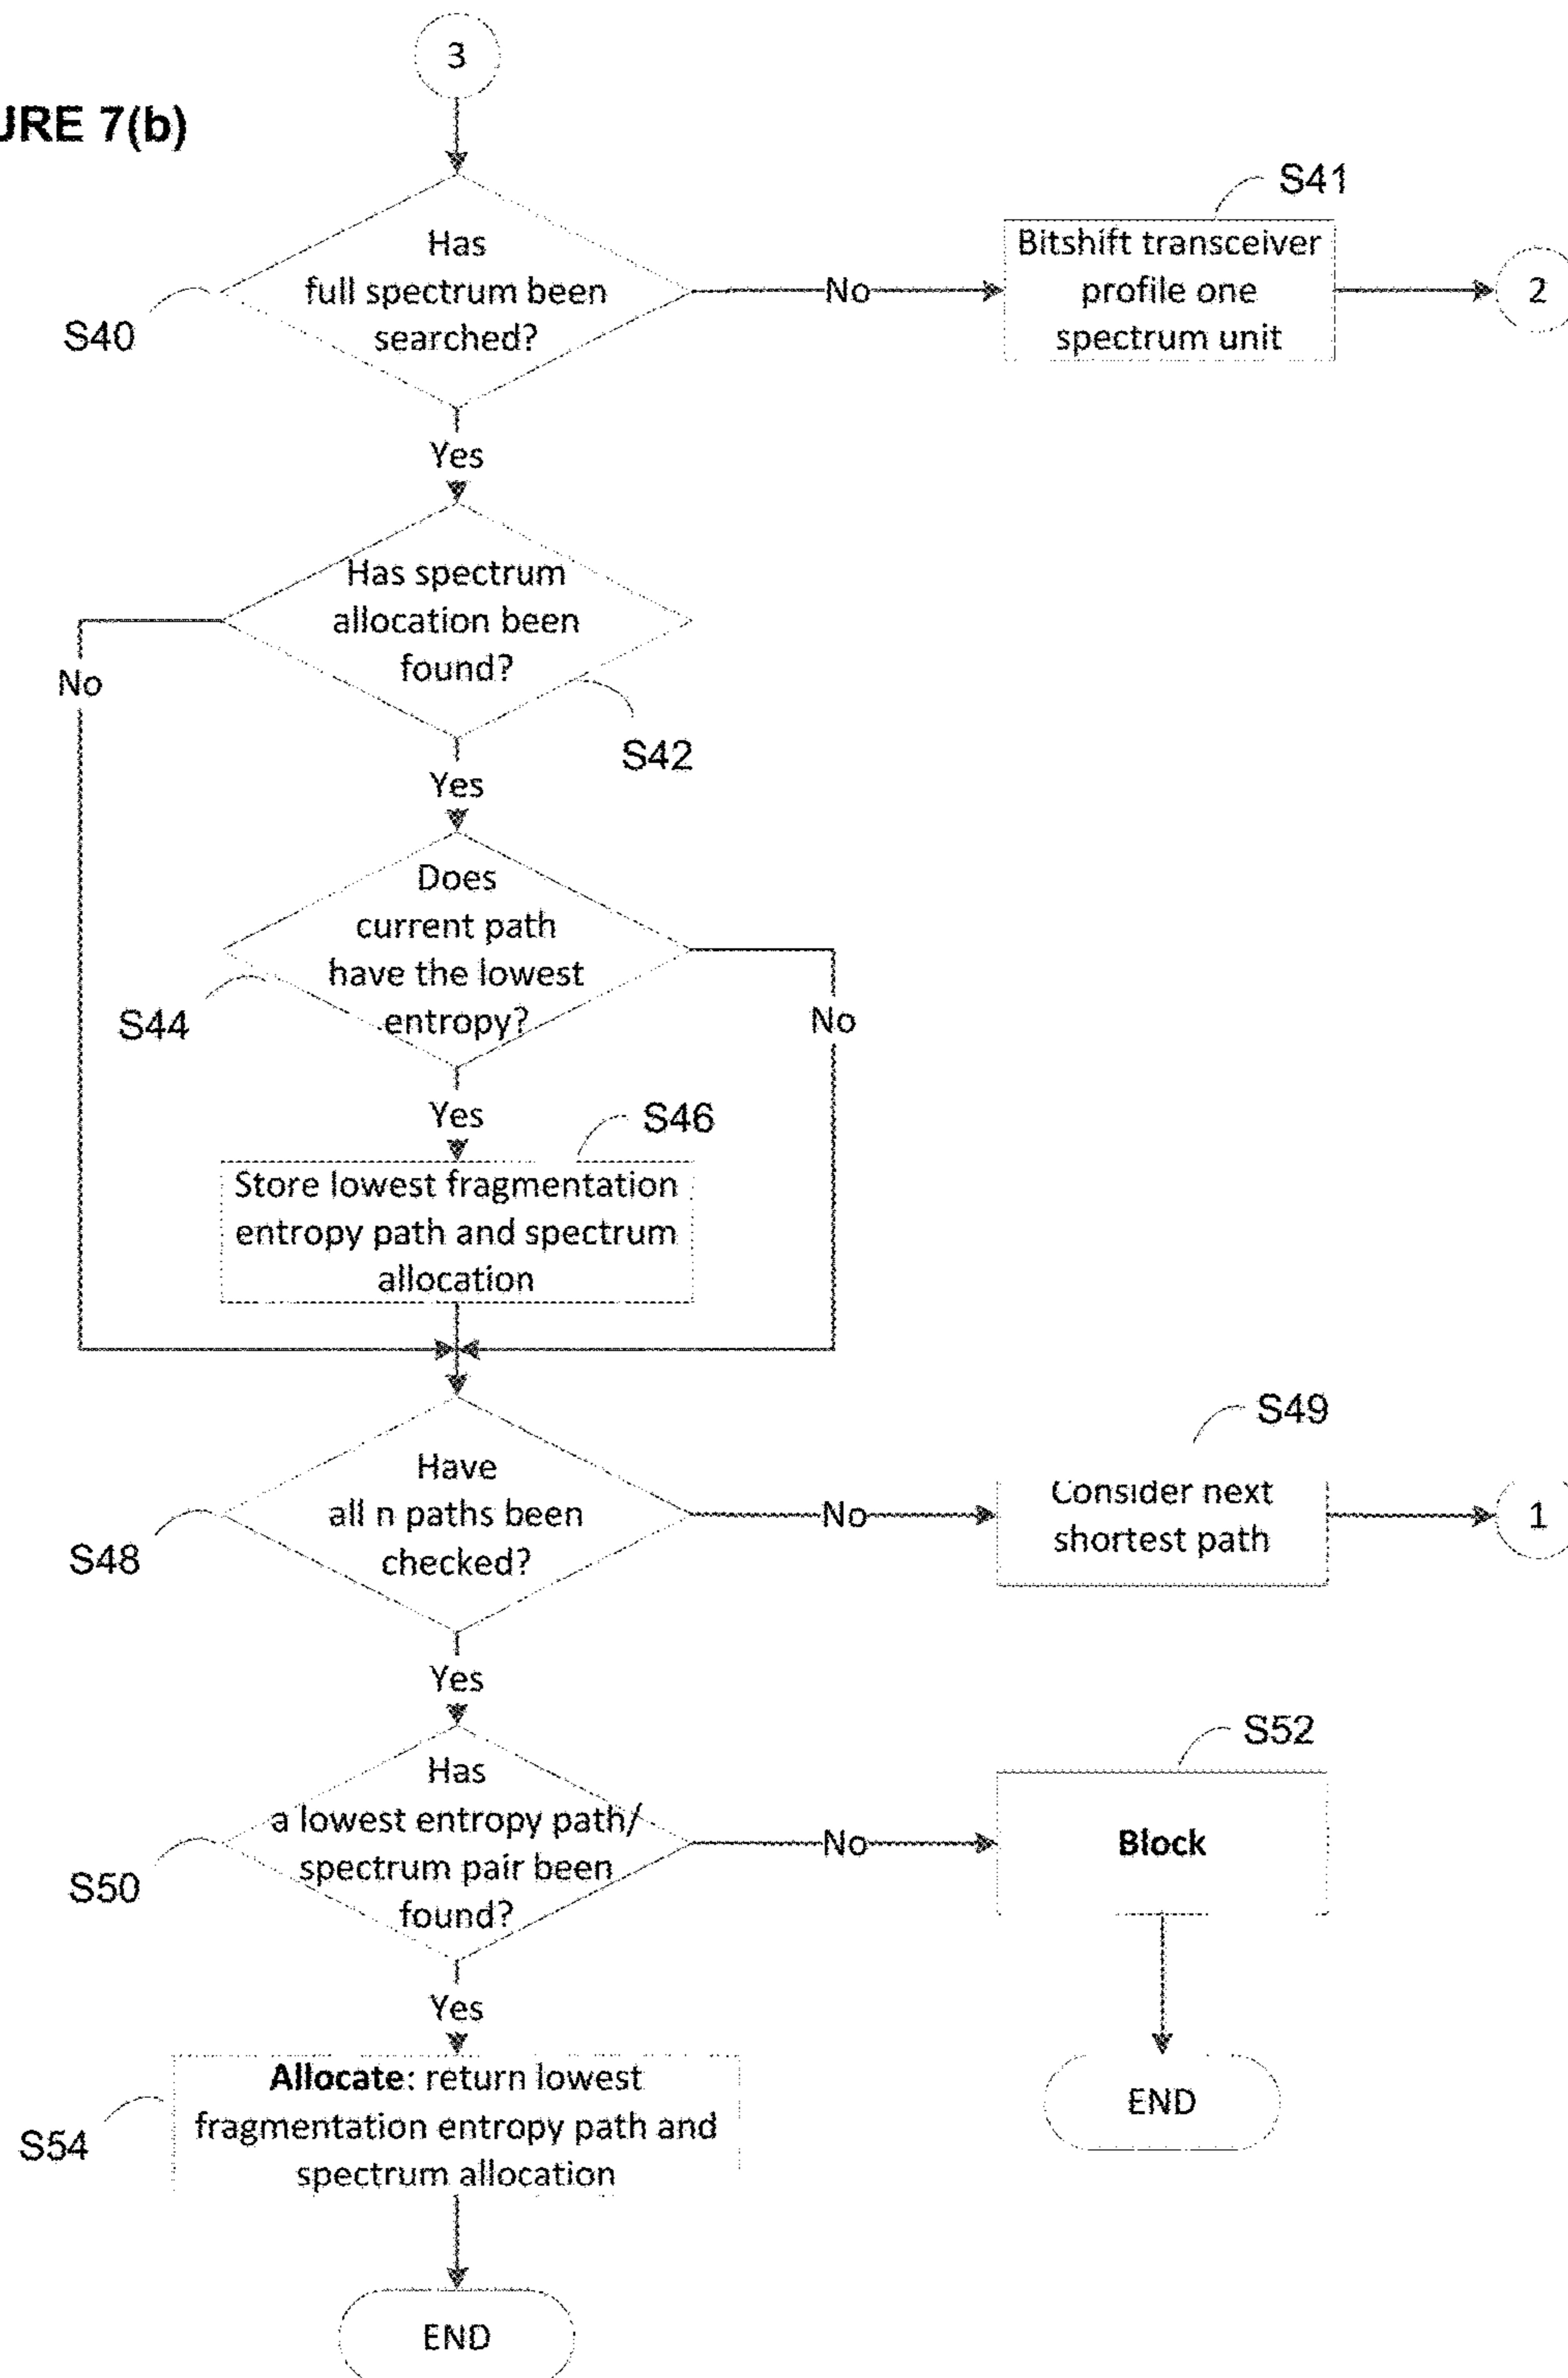 3
URE 7(b)
S41
Has
full spectrum been
searched?
No
Bitshift transceiver
profile one
spectrum unit
2
S40
Yes
Has spectrum
allocation been
found?
No
S42
Yes
Does
current path
have the lowest
entropy?
S44
No
Yes
S46
Store lowest fragmentation
entropy path and spectrum
allocation
S49
Have
all n paths been
checked?
No
Consider next
shortest path
1
S48
Yes
S52
Has
a lowest entropy path/
spectrum pair been
found?
No
Block
S50
Yes
Allocate: return lowest
fragmentation entropy path and
spectrum allocation
S54
END
END